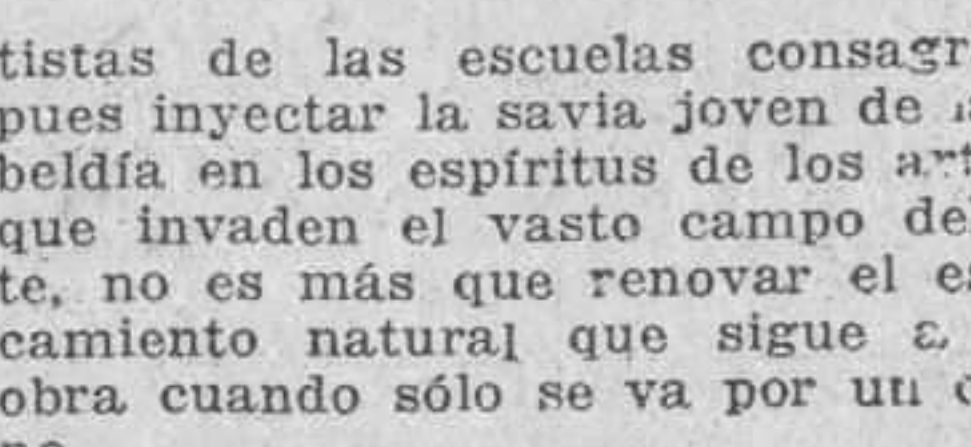 tistas de las escuelas consagr
pues inyectar la savia joven de
beldía en los espíritus de los art
que invaden el vasto campo de
te, no es más que renovar el es
camiento natural que sigue a
obra cuando sólo se va por un c